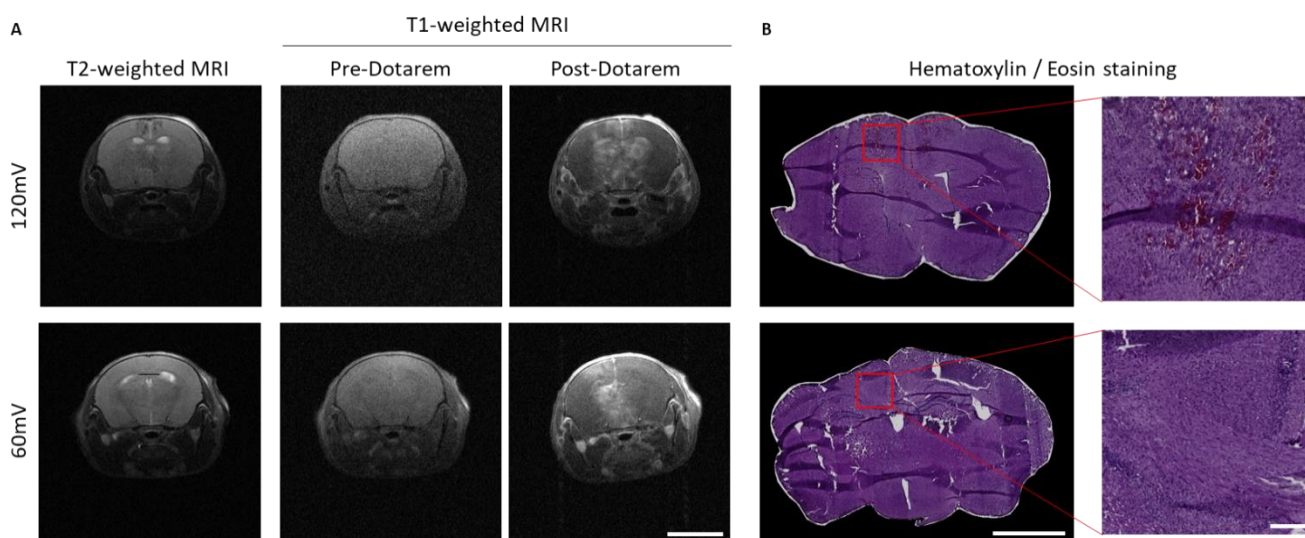 A
T1-weighted MRI
B
T2-weighted MRI
Pre-Dotarem
Post-Dotarem
Hematoxylin / Eosin staining
120mV
60mV